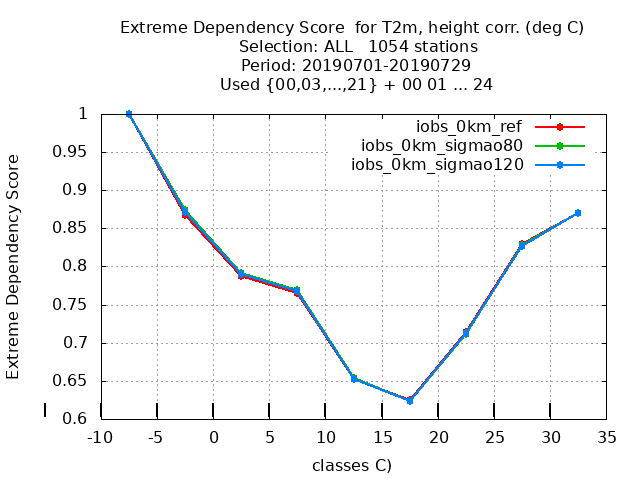 Extreme Dependency Score  for T2m, height corr. (deg C)
Selection: ALL   1054 stations
Period: 20190701-20190729
Used {00,03,...,21} + 00 01 ... 24
iobs_0km_ref
iobs_0km_sigmao80
iobs_0km_sigmao120
Extreme Dependency Score
1
0.95
0.9
0.85
0.8
0.75
0.7
0.65
0.6
-10 -5 0 5 10 15 20 25 30 35
classes C)